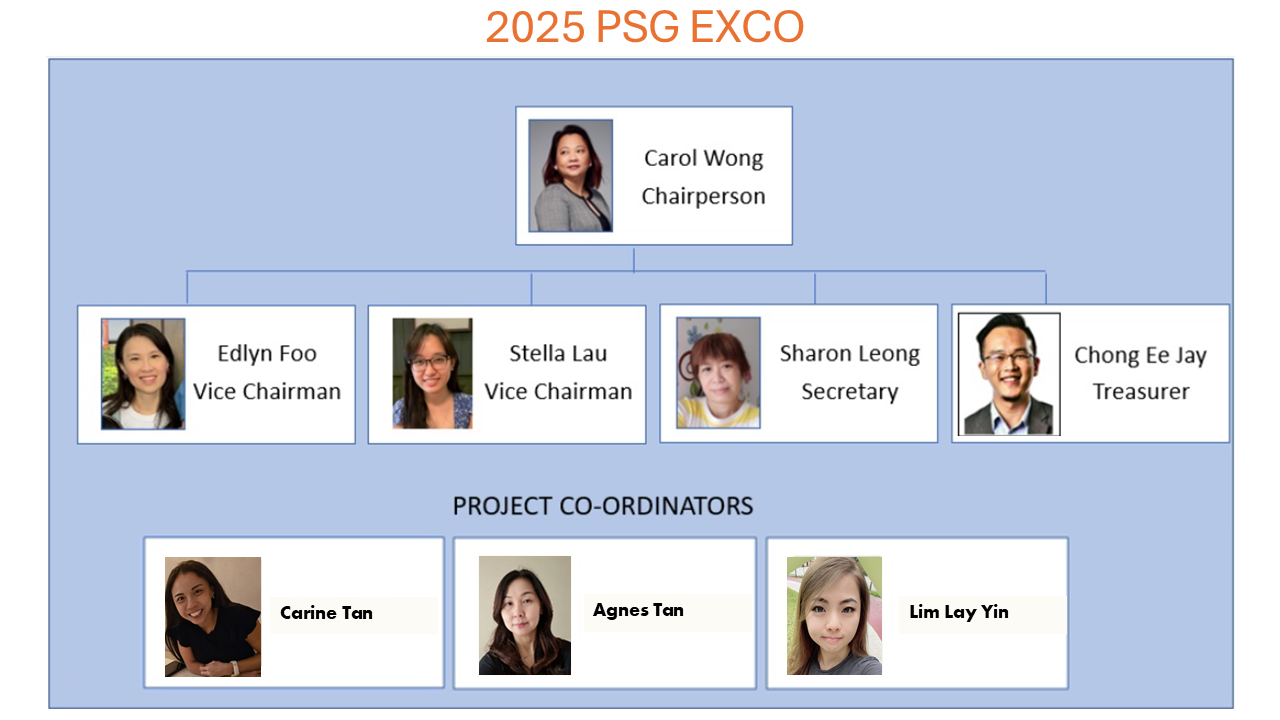 2025 PSG EXCO
Carol Wong
Chairperson
Edlyn Foo
Vice Chairman
Stella Lau
Vice Chairman
Sharon Leong
Secretary
Chong Ee Jay
Treasurer
PROJECT CO-ORDINATORS
Carine Tan
Agnes Tan
Lim Lay Yin